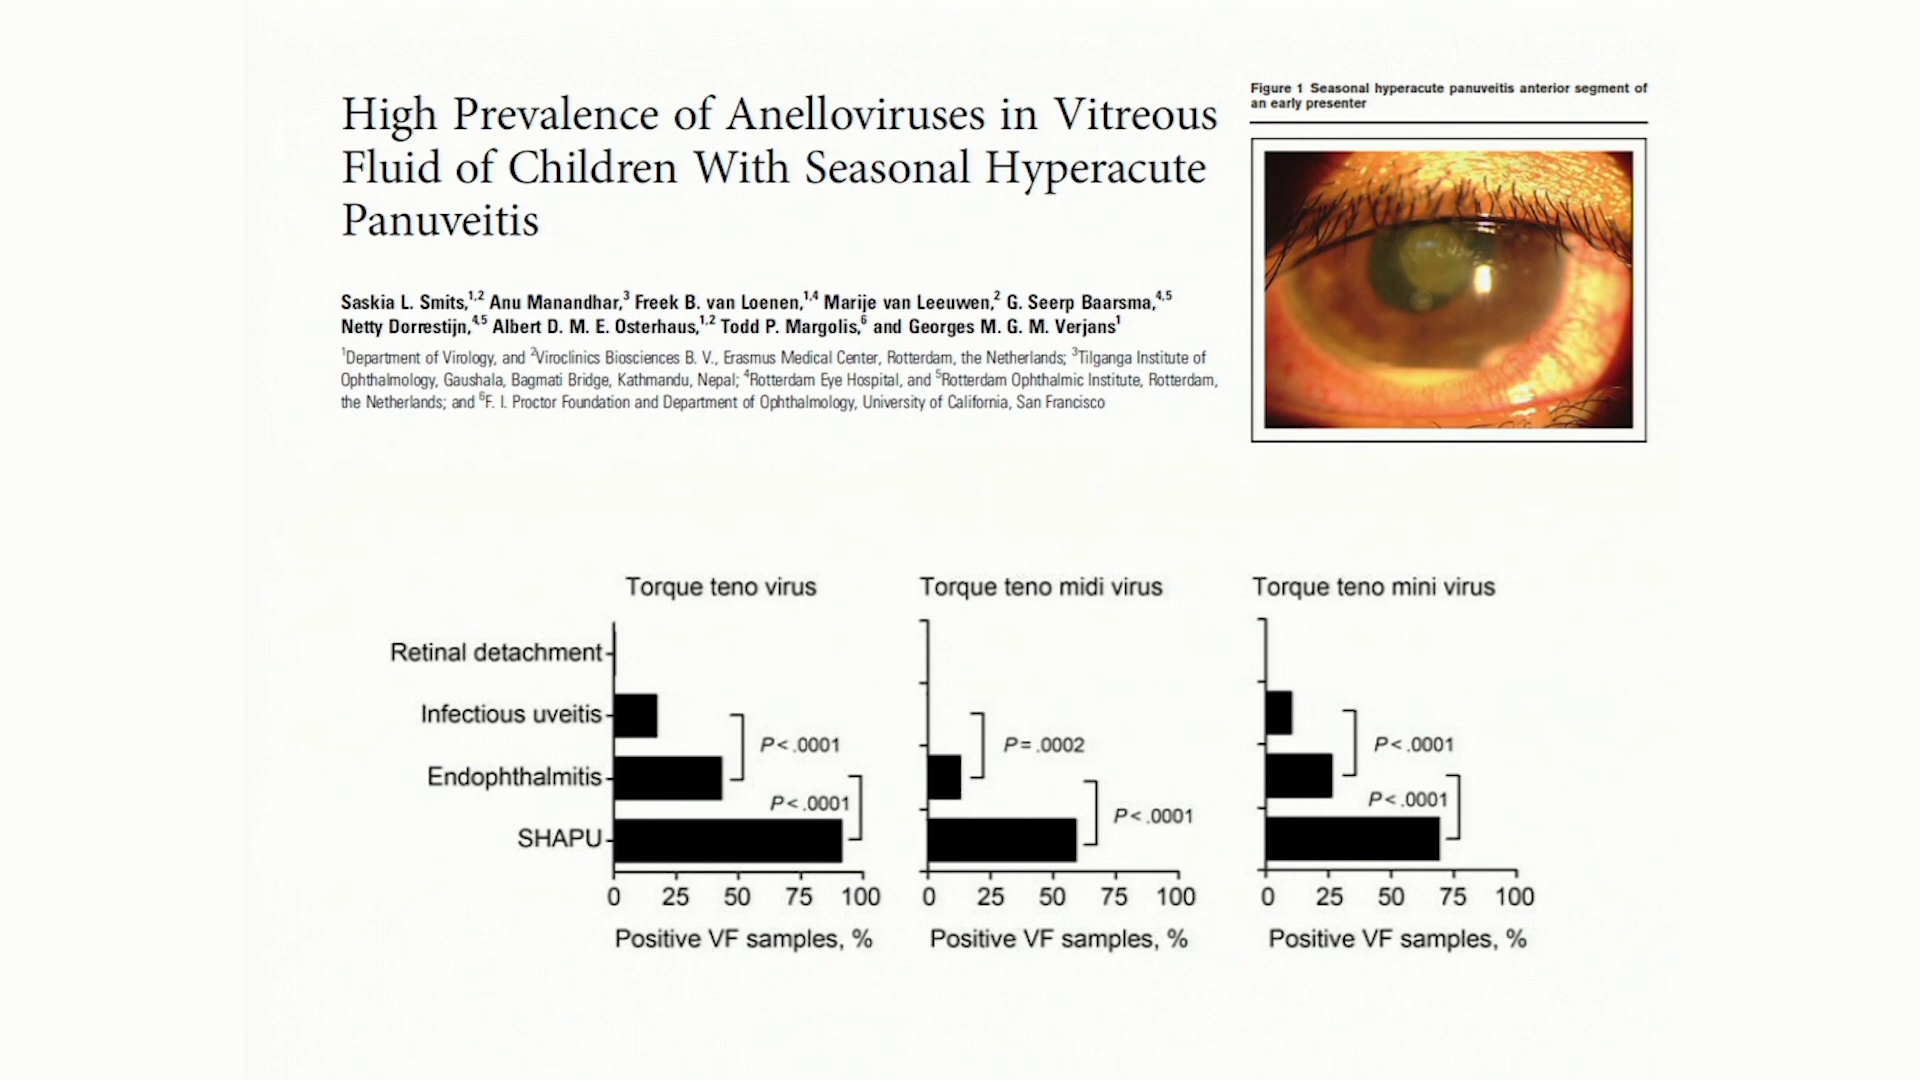 High Prevalence of Anelloviruses in Vitreous
Fluid of Children With Seasonal Hyperacute
Panuveitis
Saskia L. Smits,1,2 Anu Manandhar,3 Freek B. van Loenen,1,4 Marije van Leeuwen,2 G. Seerp Baarsma,4,5
Netty Dorrestijn,4,5 Albert D. M. E. Osterhaus,1,2 Todd P. Margolis,6 and Georges M. G. M. Verjans1
1Department of Virology, and 2Viroclinics Biosciences B. V., Erasmus Medical Center, Rotterdam, the Netherlands; 3Tilganga Institute of
Ophthalmology, Gaushala, Bagmati Bridge, Kathmandu, Nepal; 4Rotterdam Eye Hospital, and 5Rotterdam Ophthalmic Institute, Rotterdam,
the Netherlands; and 6F. I. Proctor Foundation and Department of Ophthalmology, University of California, San Francisco
Figure 1 Seasonal hyperacute panuveitis anterior segment of
an early presenter
Torque teno virus
Retinal detachment
Infectious uveitis
Endophthalmitis
SHAPU
P<.0001
P<.0001
0 25 50 75 100
Positive VF samples, %
Torque teno midi virus
P=.0002
P<.0001
0 25 50 75 100
Positive VF samples, %
Torque teno mini virus
P<.0001
P<.0001
0 25 50 75 100
Positive VF samples, %